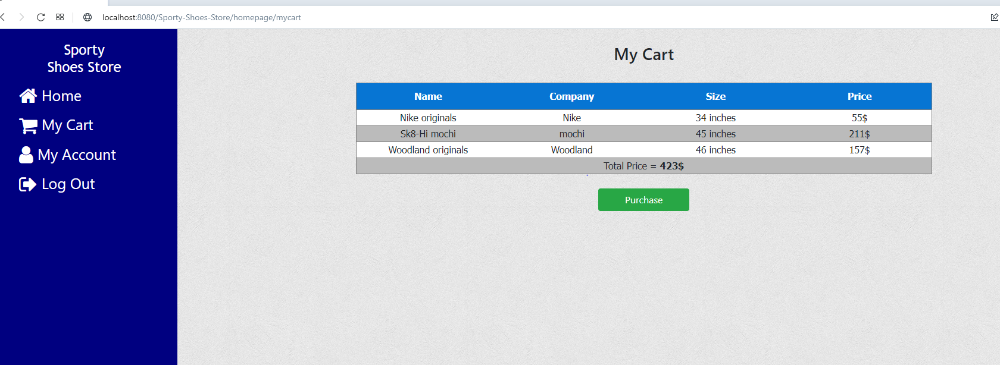 localhost:8080/Sporty-Shoes-Store/homepage/mycart
Sporty
Shoes Store
Home
My Cart
My Account
Log Out
My Cart
Name Company Size Price
Nike originals Nike 34 inches 55$
Sk8-Hi mochi mochi 45 inches 211$
Woodland originals Woodland 46 inches 157$
Total Price = 423$
Purchase